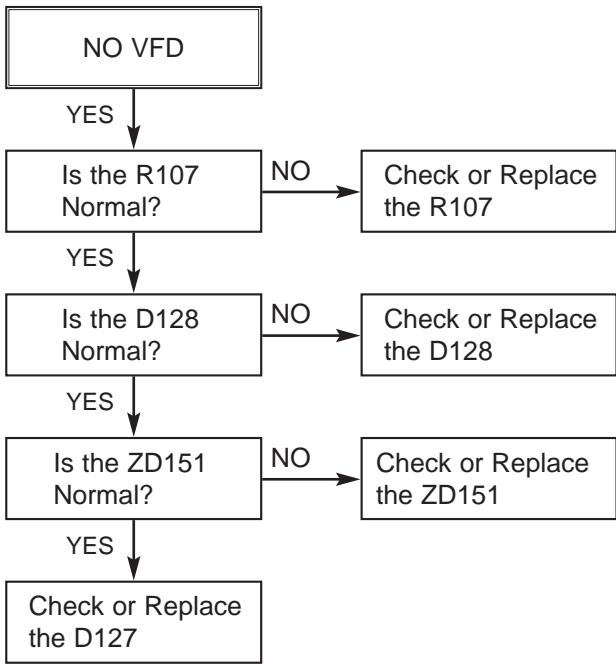 NO VFD
YES
Is the R107
Normal?
NO
Check or Replace
the R107
YES
Is the D128
Normal?
NO
Check or Replace
the D128
YES
Is the ZD151
Normal?
NO
Check or Replace
the ZD151
YES
Check or Replace
the D127